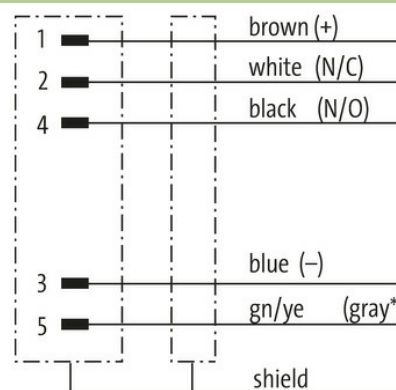 1 brown (+)
2 white (N/C)
4 black (N/O)
3 blue (–)
5 gn/ye (gray*
shield